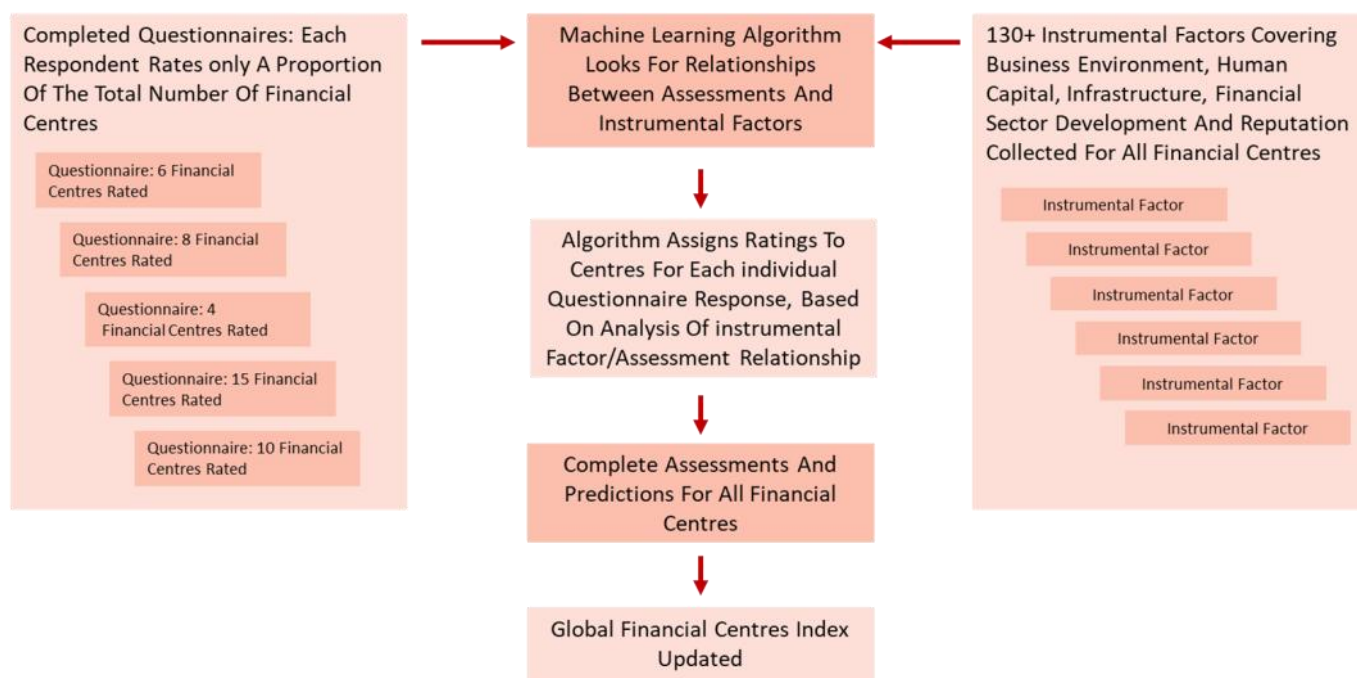 Completed Questionnaires: Each
Respondent Rates only A Proportion
Of The Total Number Of Financial
Centres
Questionnaire: 6 Financial
Centres Rated
Questionnaire: 8 Financial
Centres Rated
Questionnaire: 4
Financial Centres Rated
Questionnaire: 15 Financial
Centres Rated
Questionnaire: 10 Financial
Centres Rated
Machine Learning Algorithm
Looks For Relationships
Between Assessments And
Instrumental Factors
Algorithm Assigns Ratings To
Centres For Each individual
Questionnaire Response, Based
On Analysis Of instrumental
Factor/Assessment Relationship
Complete Assessments And
Predictions For All Financial
Centres
Global Financial Centres Index
Updated
130+ Instrumental Factors Covering
Business Environment, Human
Capital, Infrastructure, Financial
Sector Development And Reputation
Collected For All Financial Centres
Instrumental Factor
Instrumental Factor
Instrumental Factor
Instrumental Factor
Instrumental Factor
Instrumental Factor